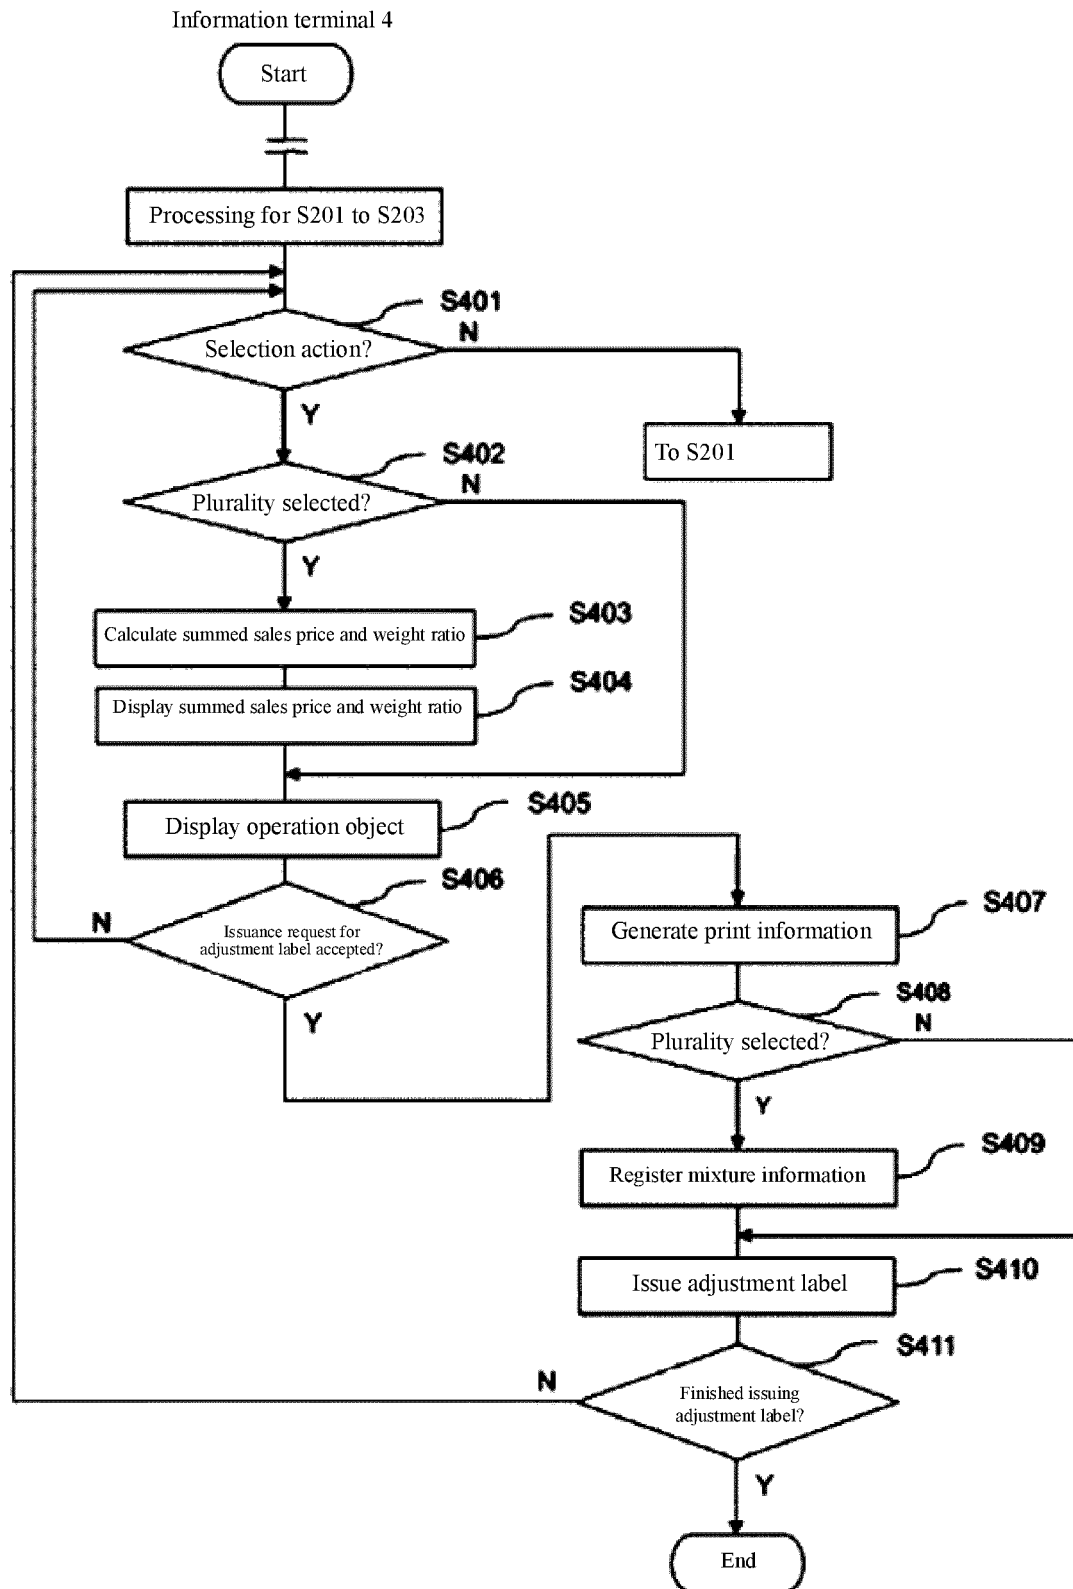 Information terminal 4
Start
Processing for S201 to S203
S401
N
Selection action?
Y
To S201
S402
N
Plurality selected?
Y
S403
Calculate summed sales price and weight ratio
S404
Display summed sales price and weight ratio
S405
Display operation object
S406
N
Issuance request for
adjustment label accepted?
Y
S407
Generate print information
S408
N
Plurality selected?
Y
S409
Register mixture information
S410
Issue adjustment label
S411
N
Finished issuing
adjustment label?
Y
End